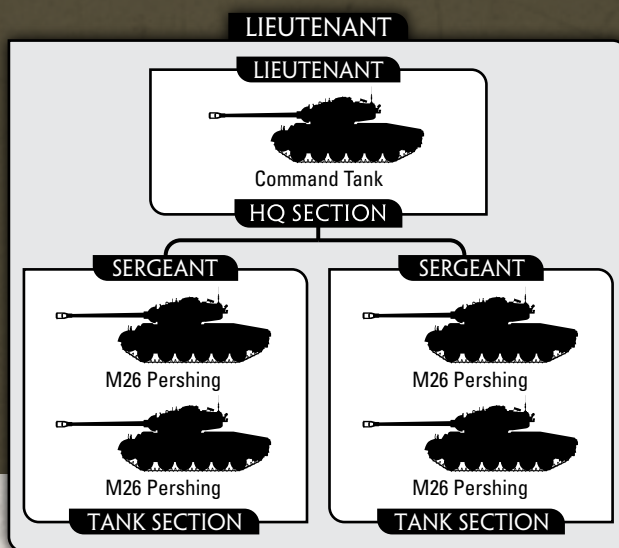 LIEUTENANT
LIEUTENANT
Command Tank
HQ SECTION
SERGEANT
M26 Pershing
M26 Pershing
TANK SECTION
SERGEANT
M26 Pershing
M26 Pershing
TANK SECTION